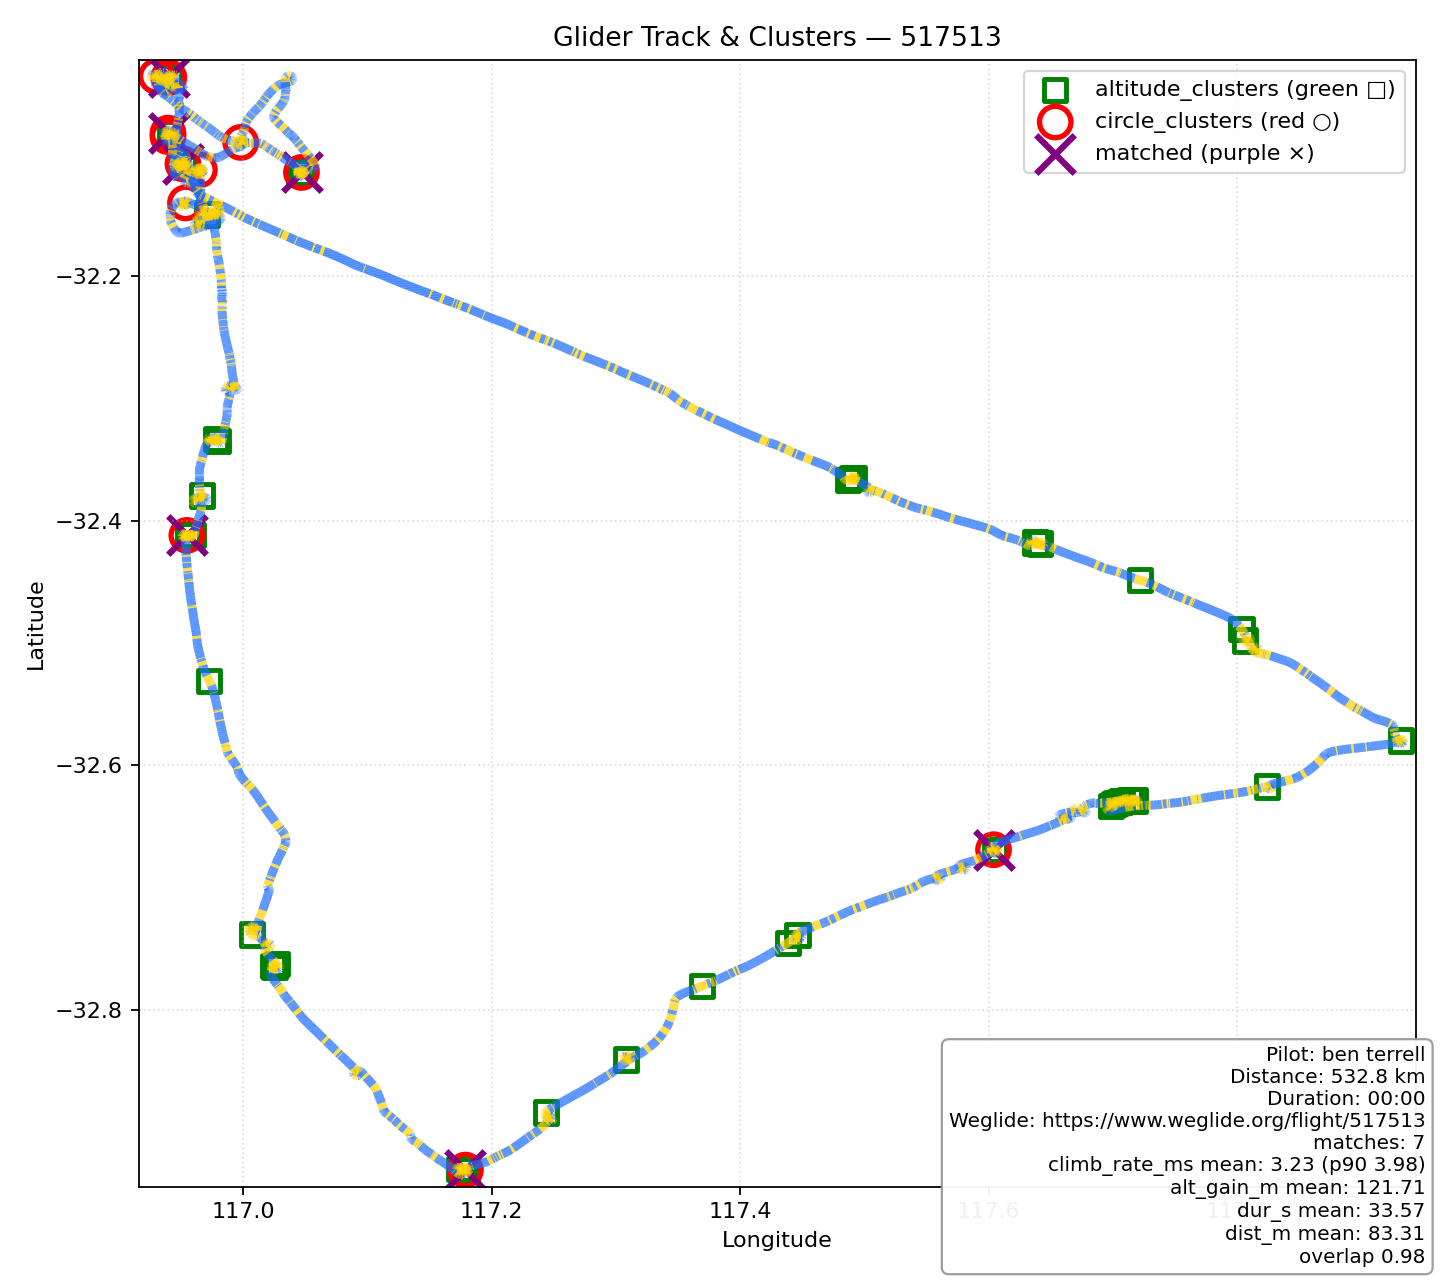 Glider Track & Clusters — 517513
altitude_clusters (green □)
circle_clusters (red ○)
matched (purple ×)
−32.2
−32.4
−32.6
−32.8
Latitude
117.0
117.2
117.4
117.6
Longitude
Pilot: ben terrell
Distance: 532.8 km
Duration: 00:00
Weglide: https://www.weglide.org/flight/517513
matches: 7
climb_rate_ms mean: 3.23 (p90 3.98)
alt_gain_m mean: 121.71
dur_s mean: 33.57
dist_m mean: 83.31
overlap 0.98